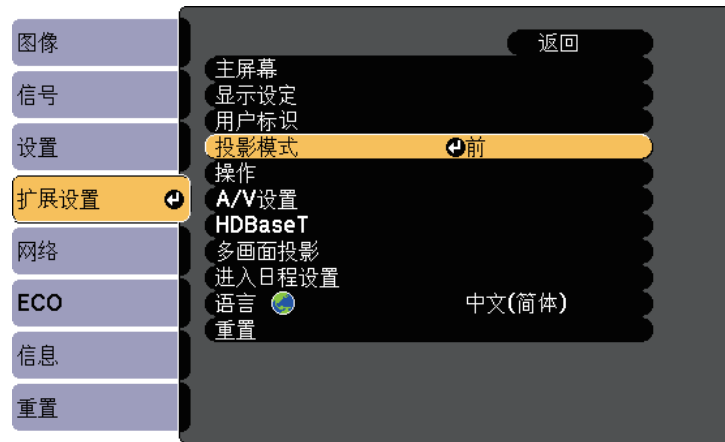 图像
信号
设置
扩展设置
网络
ECO
信息
重置
返回
主屏幕
显示设定
用户标识
投影模式 前
操作
A/V设置
HDBaseT
多画面投影
进入日程设置
语言 中文(简体)
重置